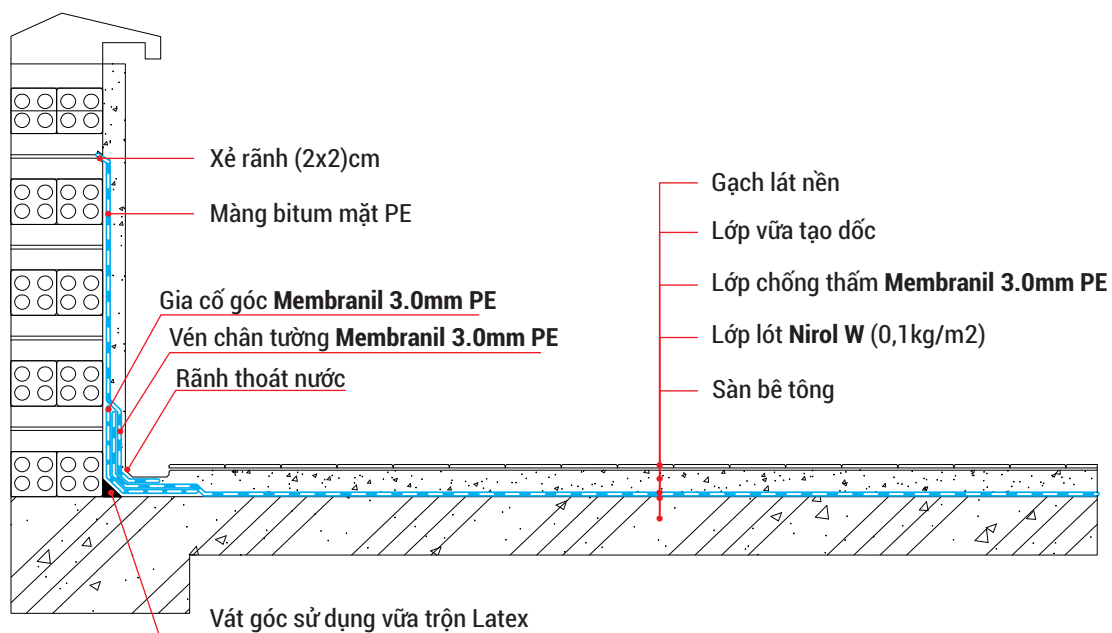 Xẻ rãnh (2x2)cm
Màng bitum mặt PE
Gia cố góc Membranil 3.0mm PE
Vén chân tường Membranil 3.0mm PE
Rãnh thoát nước
Gạch lát nền
Lớp vữa tạo dốc
Lớp chống thấm Membranil 3.0mm PE
Lớp lót Nirol W (0,1kg/m2)
Sàn bê tông
Vát góc sử dụng vữa trộn Latex